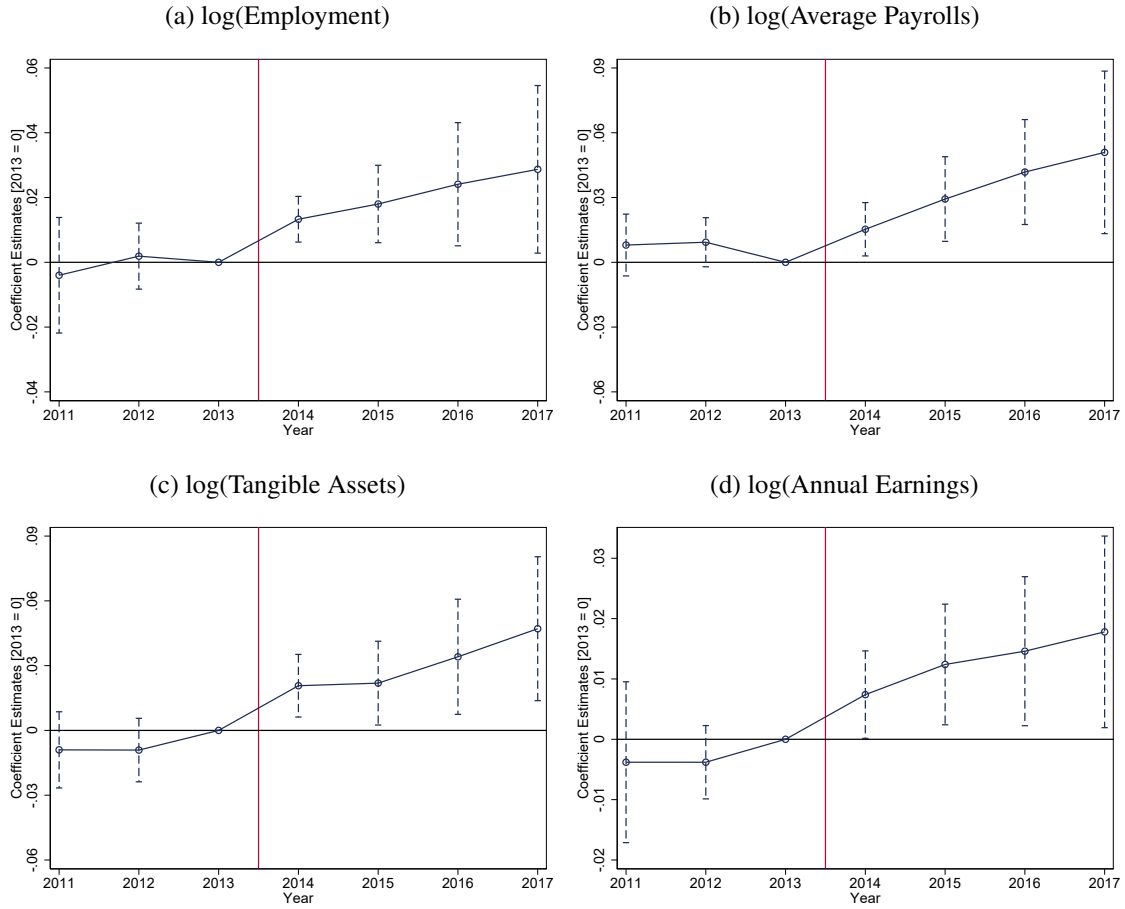 (a) log(Employment)
Coefficient Estimates [2013 = 0]
.06
.04
.02
0
-.02
-.04
2011 2012 2013 2014 2015 2016 2017
Year
(b) log(Average Payrolls)
Coefficient Estimates [2013 = 0]
.09
.06
.03
0
-.03
-.06
2011 2012 2013 2014 2015 2016 2017
Year
(c) log(Tangible Assets)
Coefficient Estimates [2013 = 0]
.09
.06
.03
0
-.03
-.06
2011 2012 2013 2014 2015 2016 2017
Year
(d) log(Annual Earnings)
Coefficient Estimates [2013 = 0]
.03
.02
.01
0
-.01
-.02
2011 2012 2013 2014 2015 2016 2017
Year